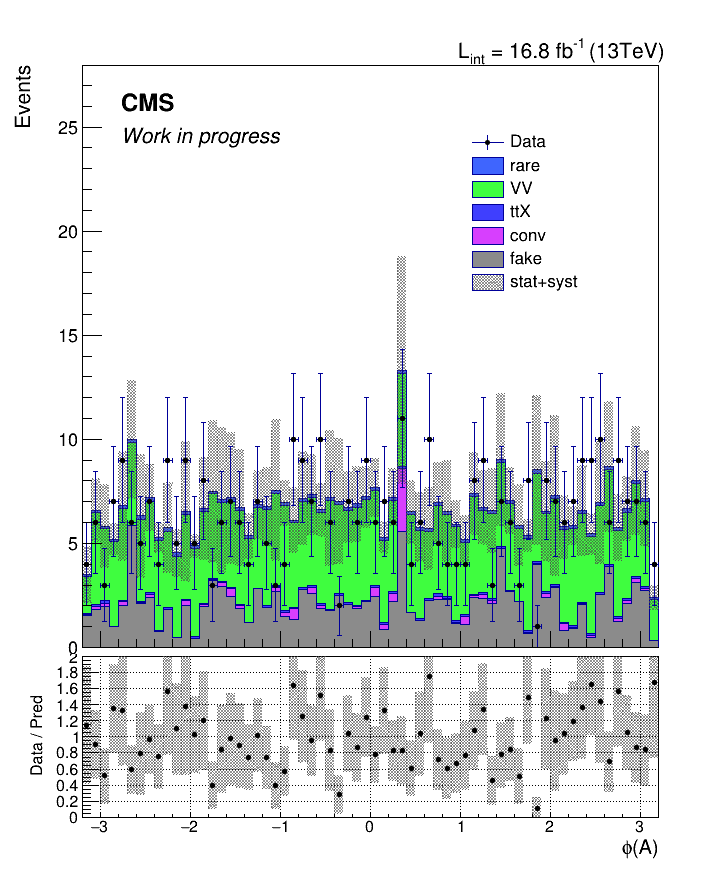 L_int = 16.8 fb^-1 (13TeV)
Events
CMS
Work in progress
Data
rare
VV
ttX
conv
fake
stat+syst
25
20
15
10
5
0
Data / Pred
2
1.8
1.6
1.4
1.2
1
0.8
0.6
0.4
0.2
0
−3 −2 −1 0 1 2 3
ϕ(A)